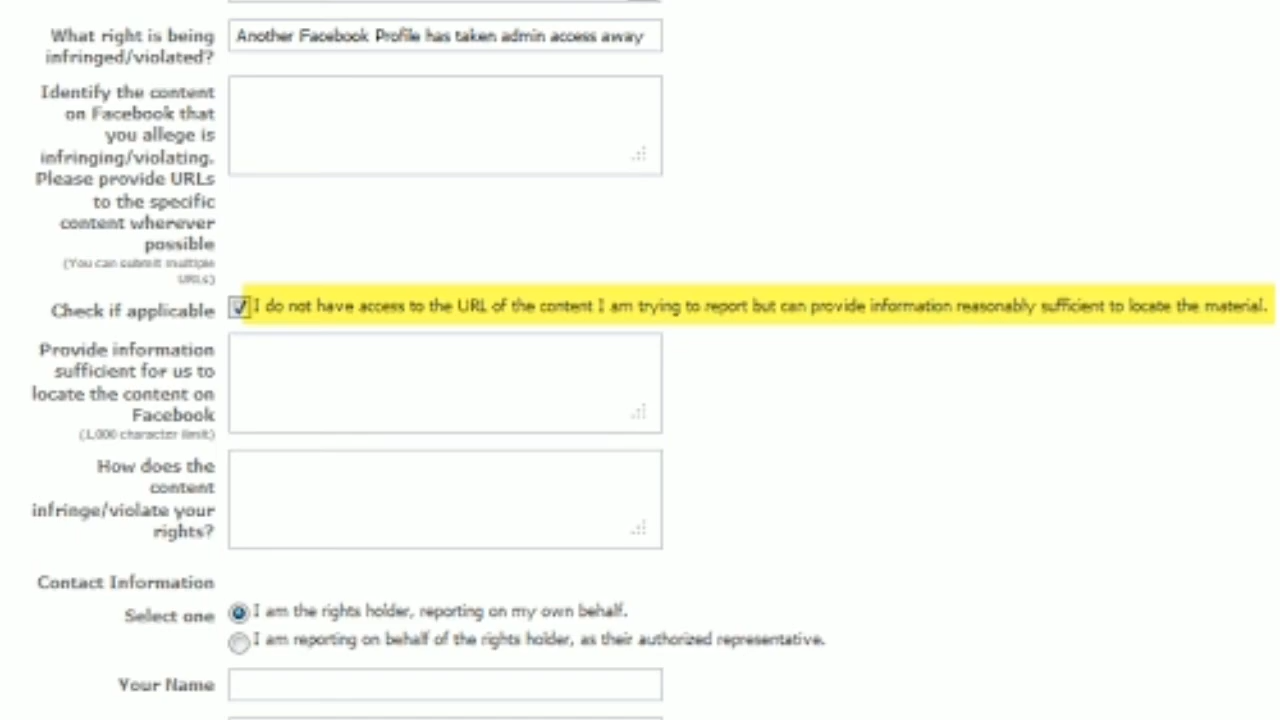 What right is being
infringed/violated?
Another Facebook Profile has taken admin access away
Identify the content
on Facebook that
you allege is
infringing/violating.
Please provide URLs
to the specific
content wherever
possible
(You can submit multiple
URLs)
Check if applicable
I do not have access to the URL of the content I am trying to report but can provide information reasonably sufficient to locate the material.
Provide information
sufficient for us to
locate the content on
Facebook
(1,000 character limit)
How does the
content
infringe/violate your
rights?
Contact Information
Select one
I am the rights holder, reporting on my own behalf.
I am reporting on behalf of the rights holder, as their authorized representative.
Your Name